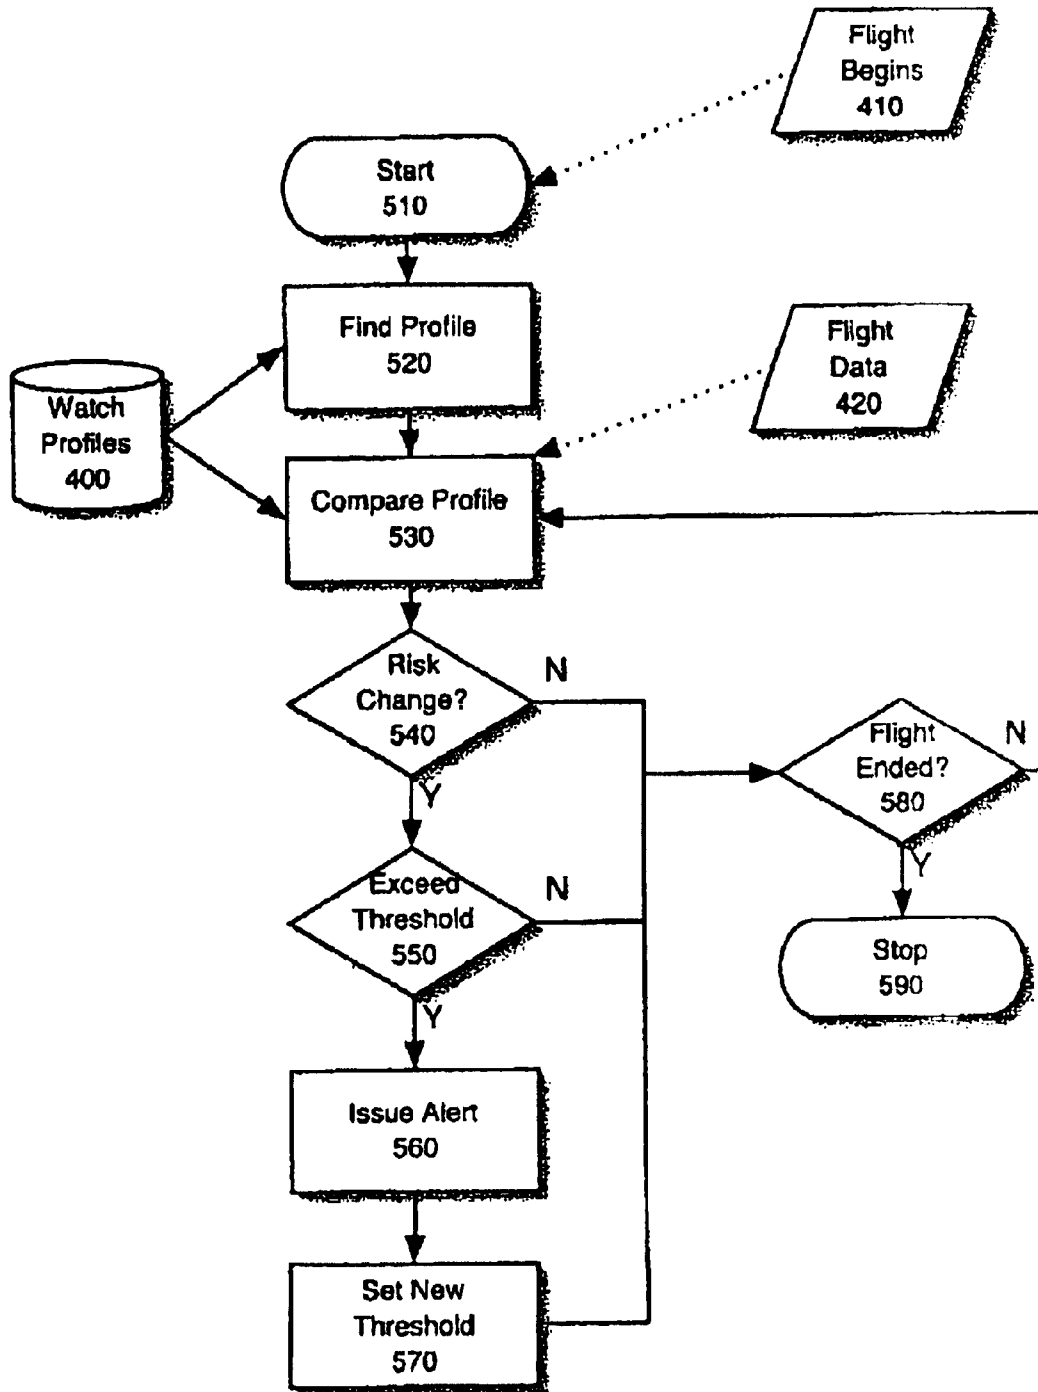 Flight
Begins
410
Start
510
Find Profile
520
Flight
Data
420
Watch
Profiles
400
Compare Profile
530
Risk
Change?
540
N
Y
Flight
Ended?
580
N
Y
Exceed
Threshold
550
N
Y
Stop
590
Issue Alert
560
Set New
Threshold
570